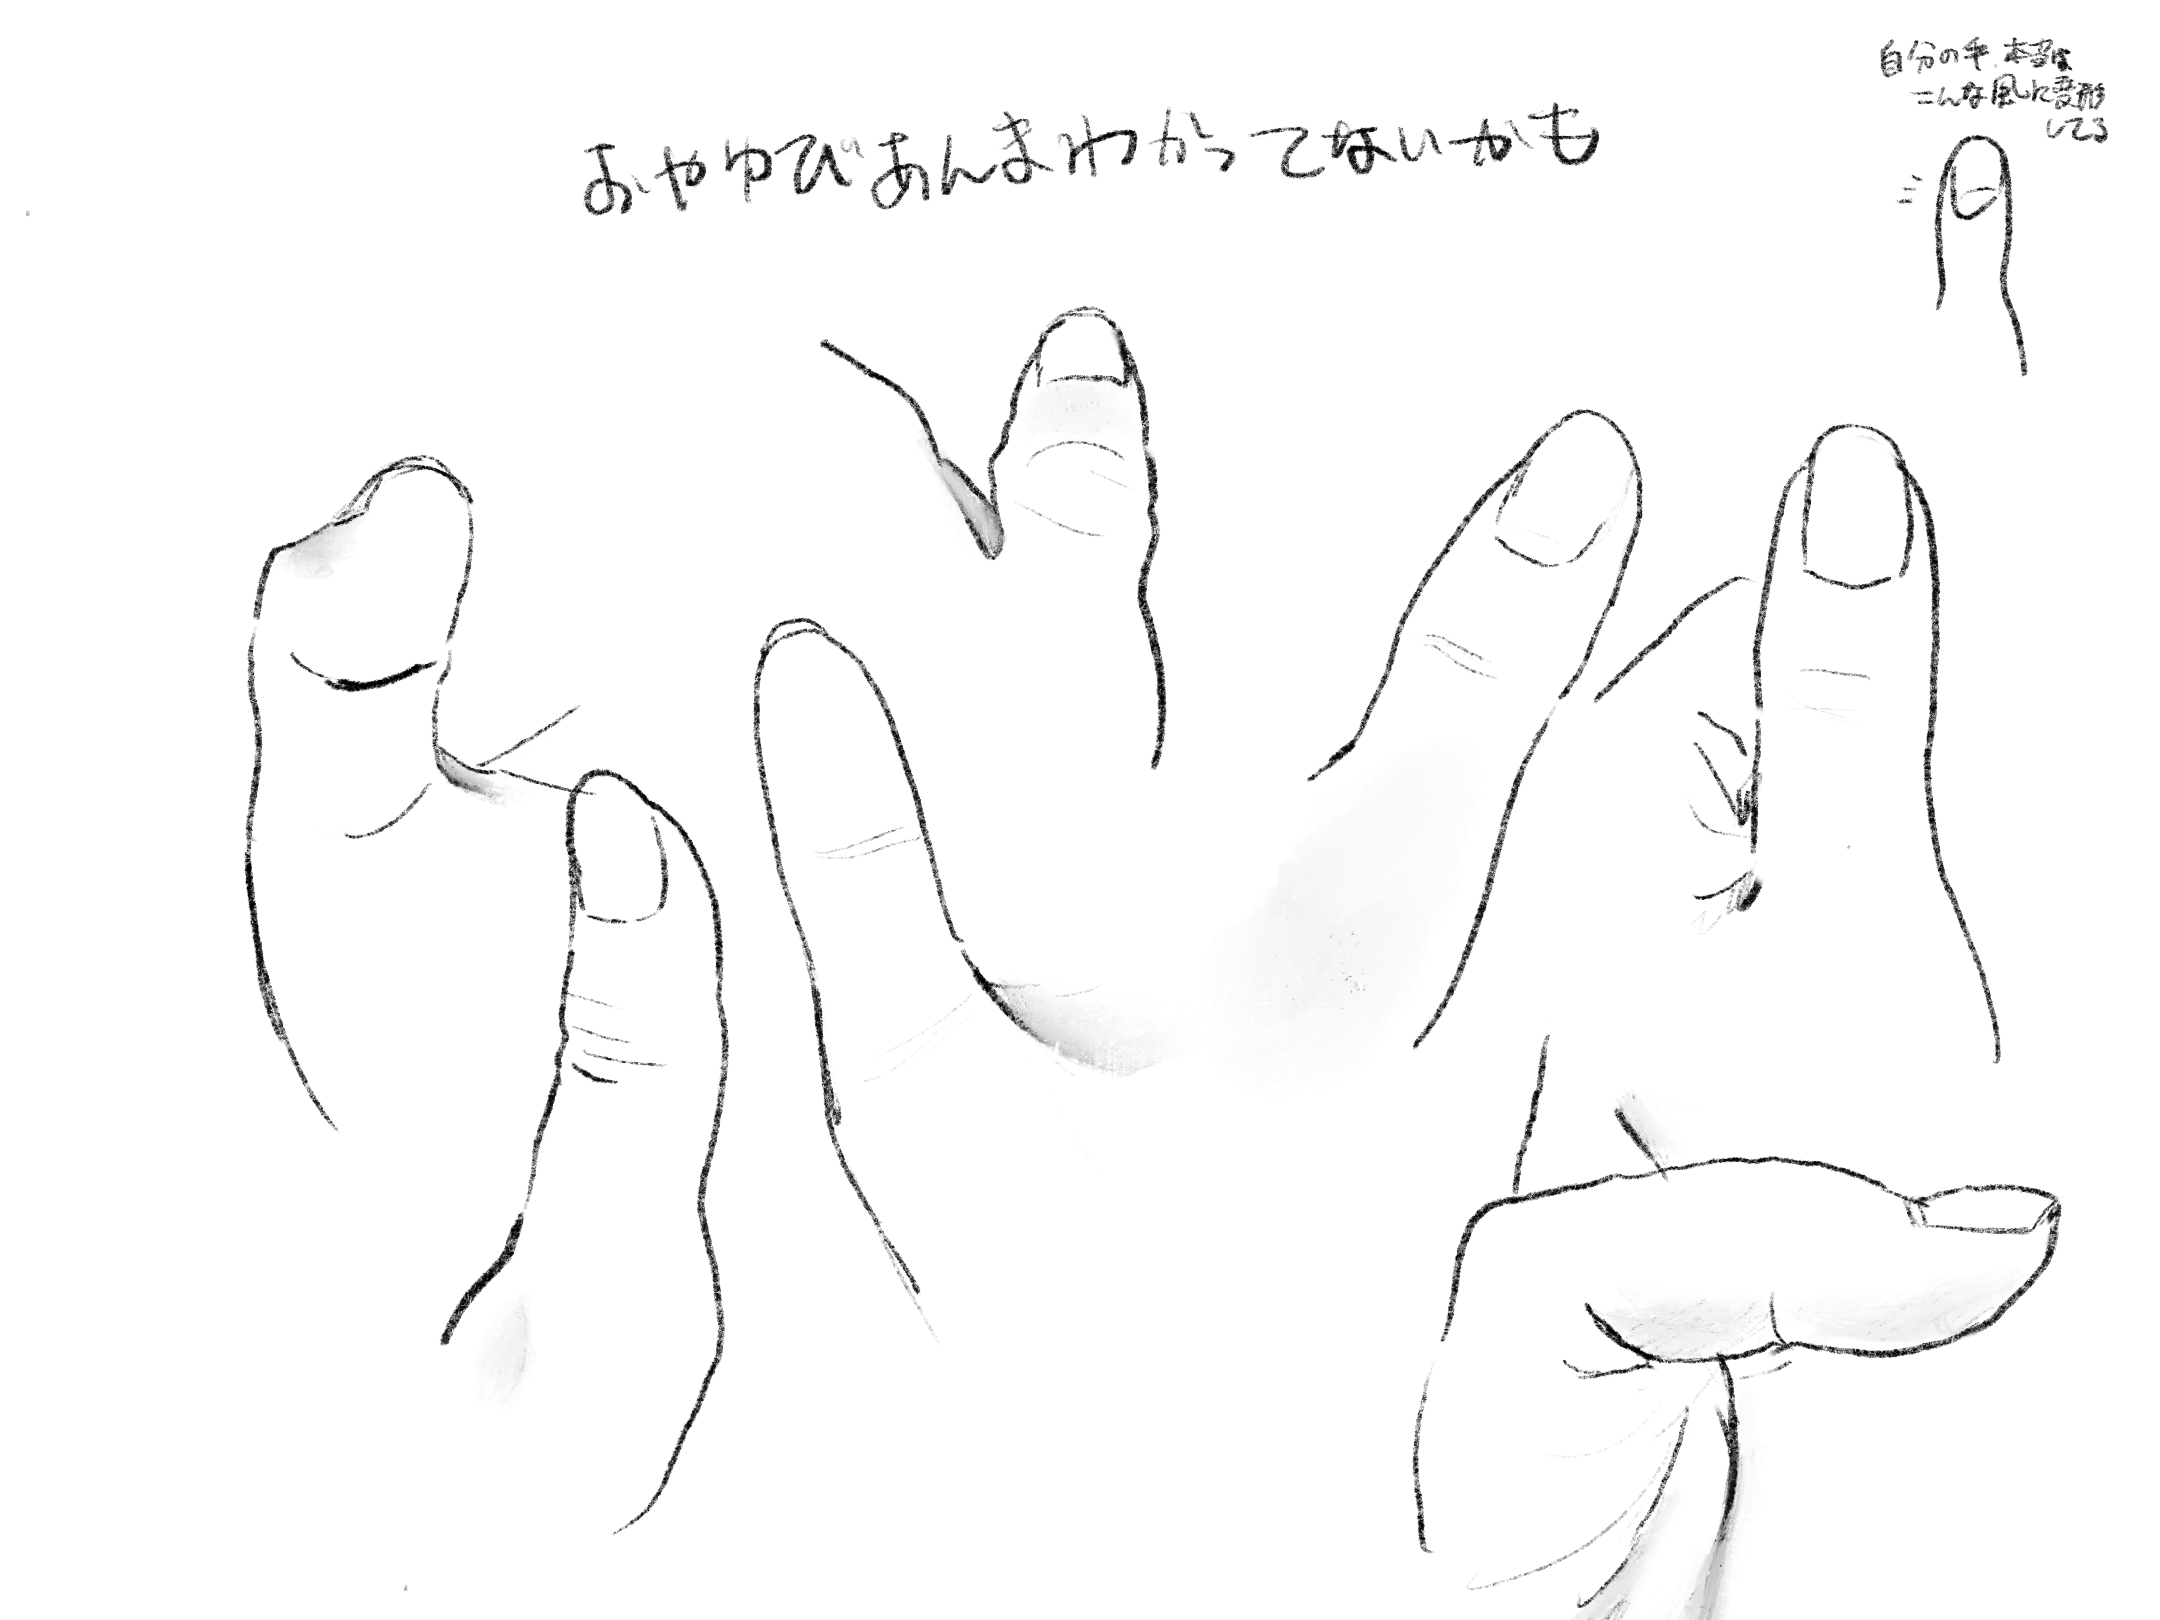 おやゆびあんまわかってないかも
自分の手、本当は
こんな風に変形
してる